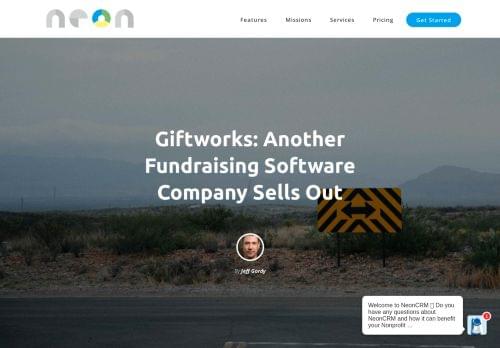 neon
Features Missions Services Pricing Get Started
Giftworks: Another
Fundraising Software
Company Sells Out
By Jeff Gordy
Welcome to NeonCRM ▯ Do you
have any questions about
NeonCRM and how it can benefit
your Nonprofit ...
1